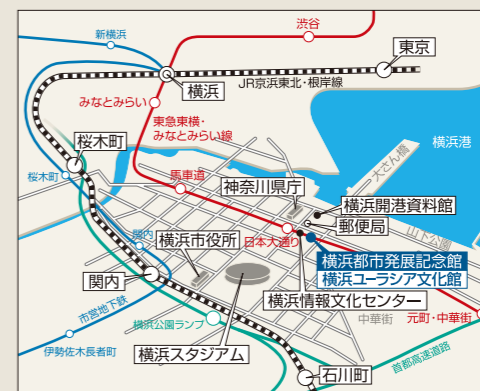 渋谷
新横浜
東京
横浜
JR京浜東北・根岸線
みなとみらい
東急東横・
みなとみらい線
横浜港
桜木町
大さん橋
馬車道
神奈川県庁
桜木町
横浜開港資料館
山下公園
郵便局
関内
日本大通り
横浜市役所
横浜都市発展記念館
横浜ユーラシア文化館
関内
横浜情報文化センター
市営地下鉄
横浜公園ランプ
中華街
元町・中華街
伊勢佐木長者町
横浜スタジアム
首都高速道路
石川町